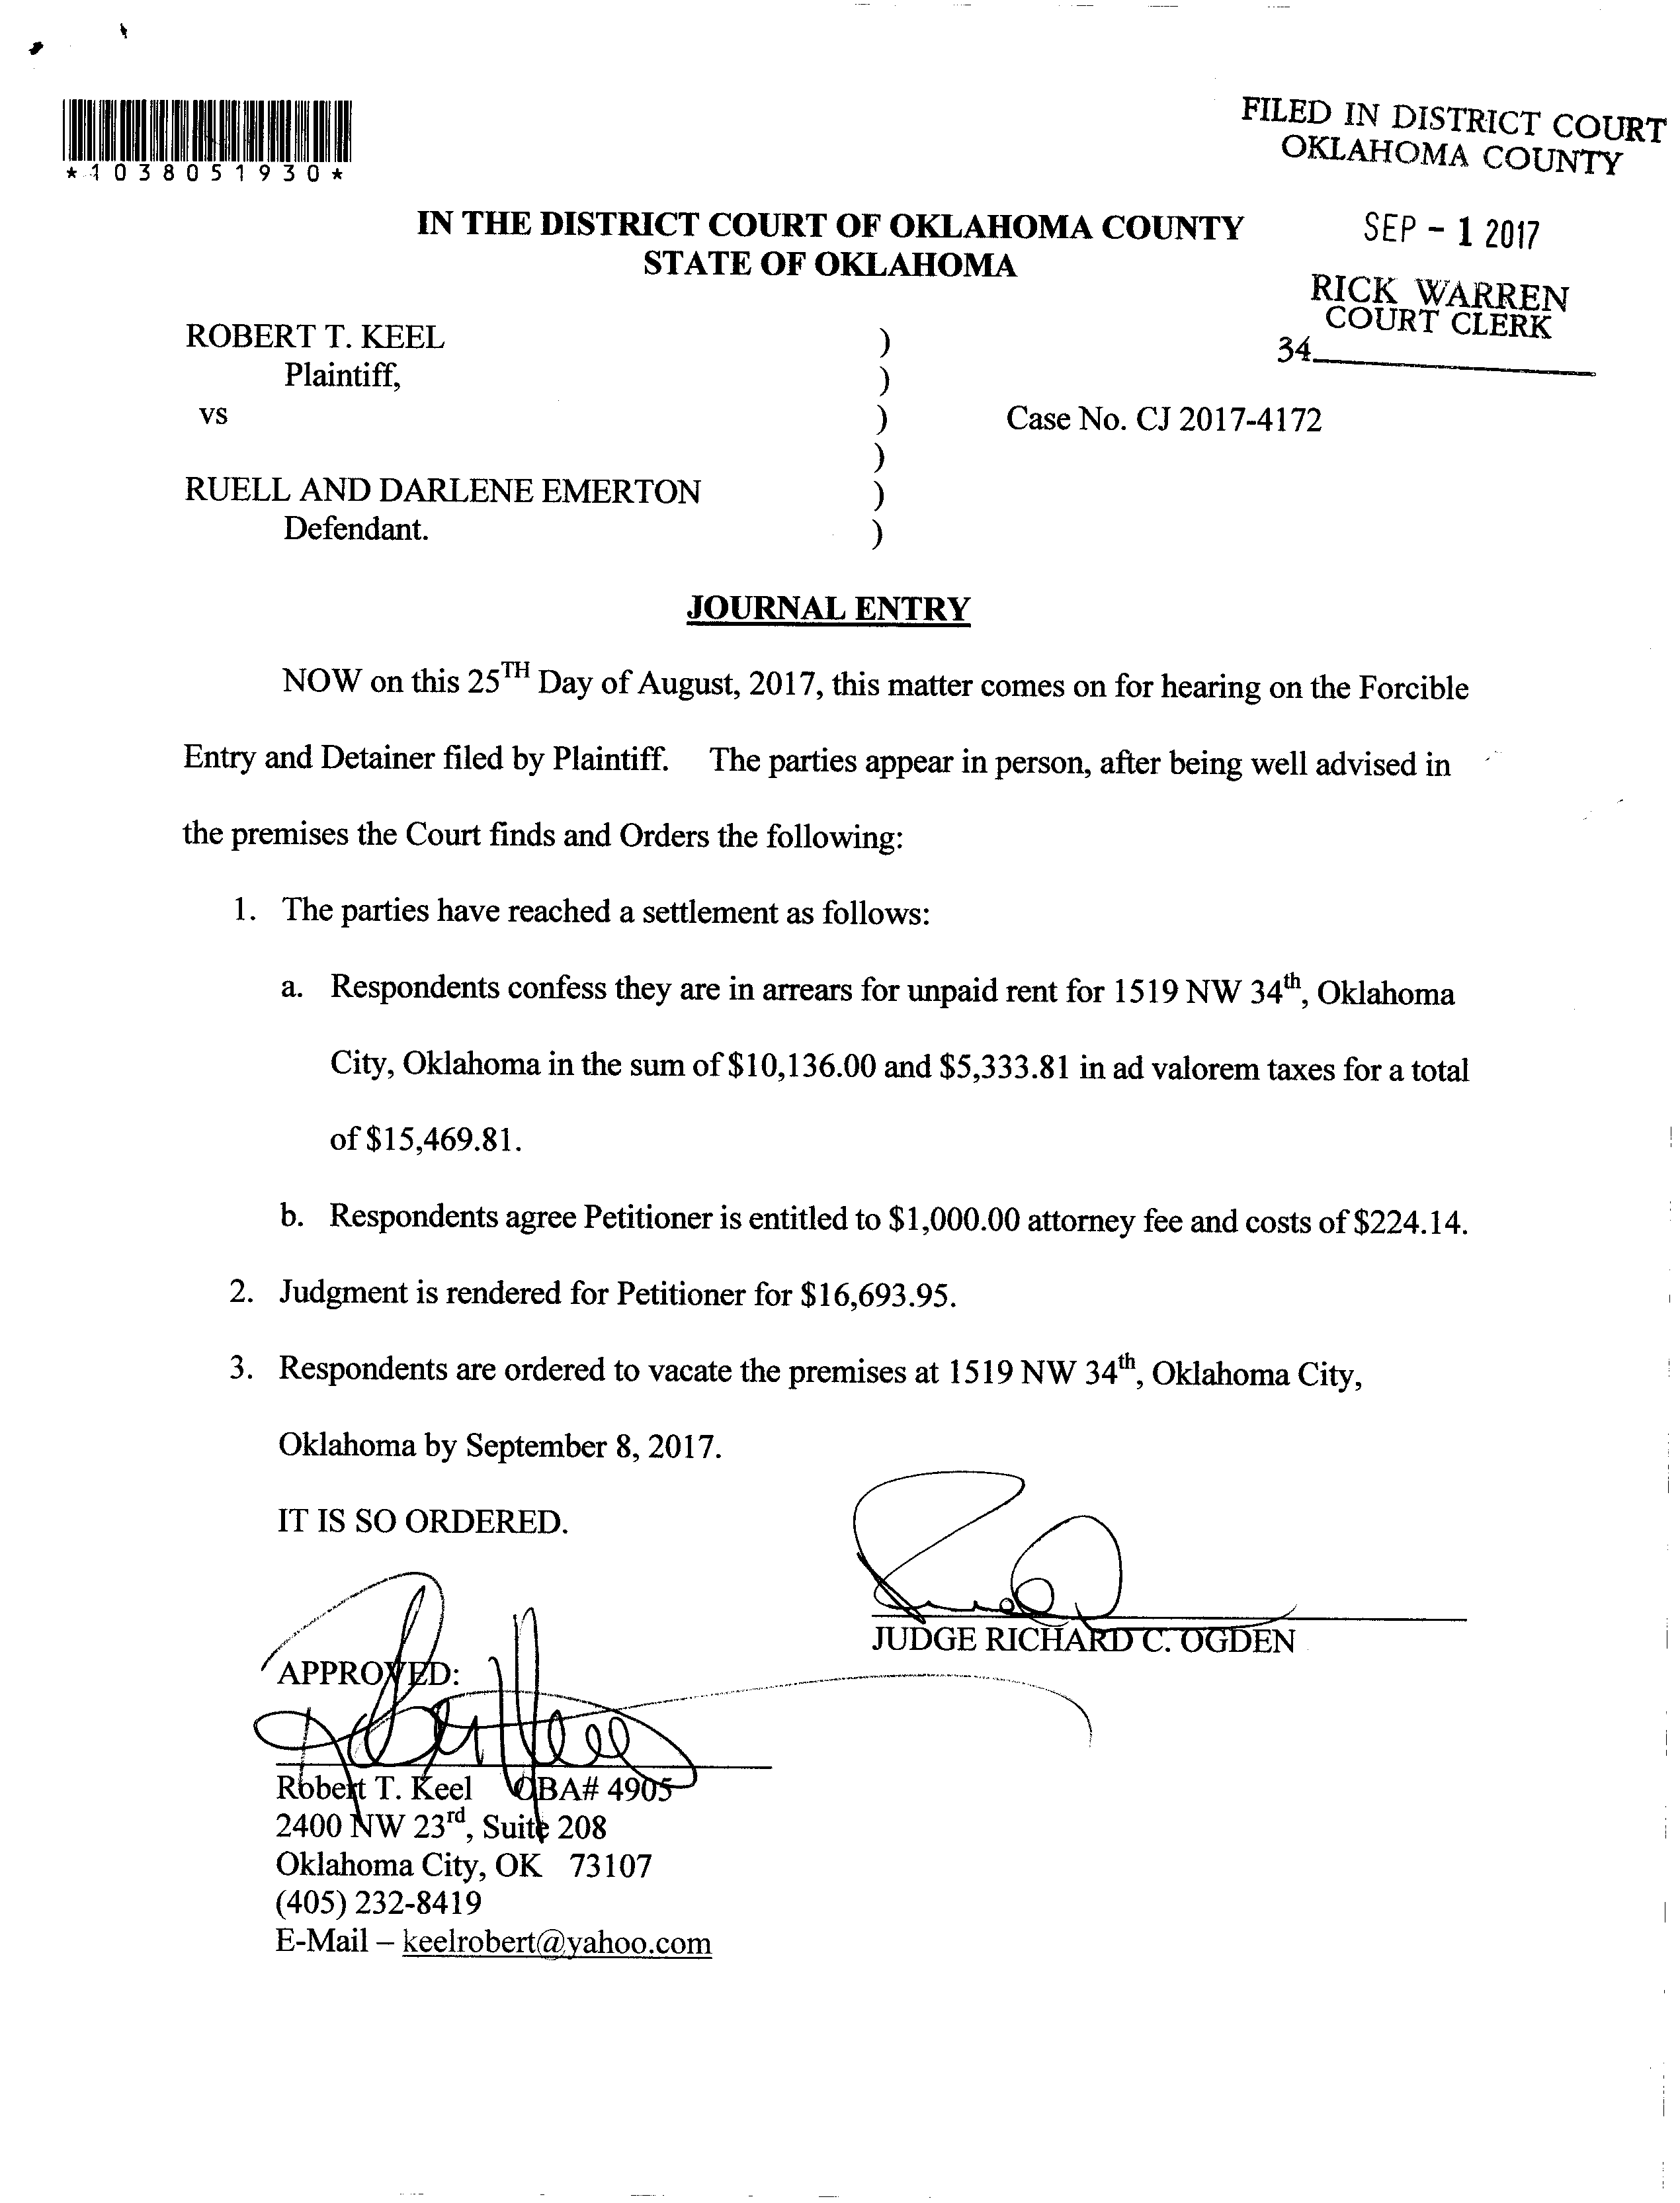 *1038051930*
FILED IN DISTRICT COURT
OKLAHOMA COUNTY
SEP - 1 2017
RICK WARREN
COURT CLERK
34
IN THE DISTRICT COURT OF OKLAHOMA COUNTY
STATE OF OKLAHOMA
ROBERT T. KEEL )
Plaintiff, )
vs ) Case No. CJ 2017-4172
)
RUELL AND DARLENE EMERTON )
Defendant. )
JOURNAL ENTRY
NOW on this 25TH Day of August, 2017, this matter comes on for hearing on the Forcible
Entry and Detainer filed by Plaintiff. The parties appear in person, after being well advised in
the premises the Court finds and Orders the following:
1. The parties have reached a settlement as follows:
a. Respondents confess they are in arrears for unpaid rent for 1519 NW 34th, Oklahoma
City, Oklahoma in the sum of $10,136.00 and $5,333.81 in ad valorem taxes for a total
of $15,469.81.
b. Respondents agree Petitioner is entitled to $1,000.00 attorney fee and costs of $224.14.
2. Judgment is rendered for Petitioner for $16,693.95.
3. Respondents are ordered to vacate the premises at 1519 NW 34th, Oklahoma City,
Oklahoma by September 8, 2017.
IT IS SO ORDERED.
JUDGE RICHARD C. OGDEN
APPROVED:
Robert T. Keel OBA# 4905
2400 NW 23rd, Suite 208
Oklahoma City, OK 73107
(405) 232-8419
E-Mail – keelrobert@yahoo.com